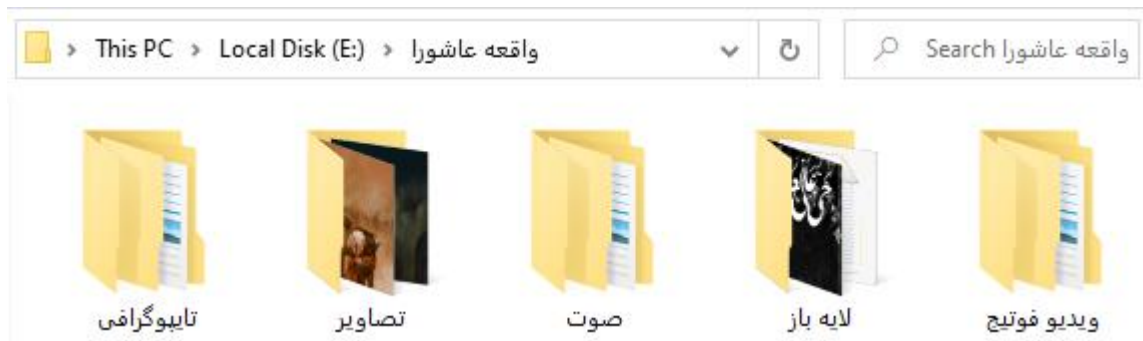 This PC > Local Disk (E:) > واقعه عاشورا
Search واقعه عاشورا
تایپوگرافی
تصاویر
صوت
لایه باز
ویدیو فوتیج